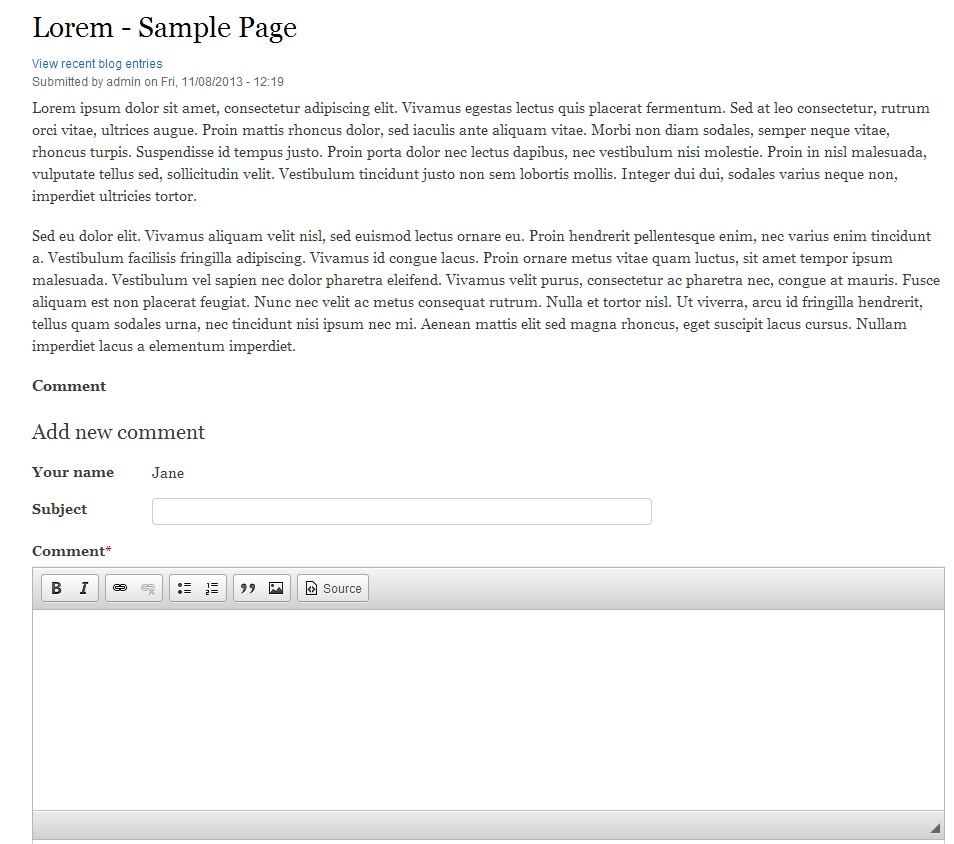 Lorem - Sample Page
View recent blog entries
Submitted by admin on Fri, 11/08/2013 - 12:19
Lorem ipsum dolor sit amet, consectetur adipiscing elit. Vivamus egestas lectus quis placerat fermentum. Sed at leo consectetur, rutrum
orci vitae, ultrices augue. Proin mattis rhoncus dolor, sed iaculis ante aliquam vitae. Morbi non diam sodales, semper neque vitae,
rhoncus turpis. Suspendisse id tempus justo. Proin porta dolor nec lectus dapibus, nec vestibulum nisi molestie. Proin in nisl malesuada,
vulputate tellus sed, sollicitudin velit. Vestibulum tincidunt justo non sem lobortis mollis. Integer dui dui, sodales varius neque non,
imperdiet ultricies tortor.
Sed eu dolor elit. Vivamus aliquam velit nisl, sed euismod lectus ornare eu. Proin hendrerit pellentesque enim, nec varius enim tincidunt
a. Vestibulum facilisis fringilla adipiscing. Vivamus id congue lacus. Proin ornare metus vitae quam luctus, sit amet tempor ipsum
malesuada. Vestibulum vel sapien nec dolor pharetra eleifend. Vivamus velit purus, consectetur ac pharetra nec, congue at mauris. Fusce
aliquam est non placerat feugiat. Nunc nec velit ac metus consequat rutrum. Nulla et tortor nisl. Ut viverra, arcu id fringilla hendrerit,
tellus quam sodales urna, nec tincidunt nisi ipsum nec mi. Aenean mattis elit sed magna rhoncus, eget suscipit lacus cursus. Nullam
imperdiet lacus a elementum imperdiet.
Comment
Add new comment
Your name Jane
Subject
Comment*
B I Source